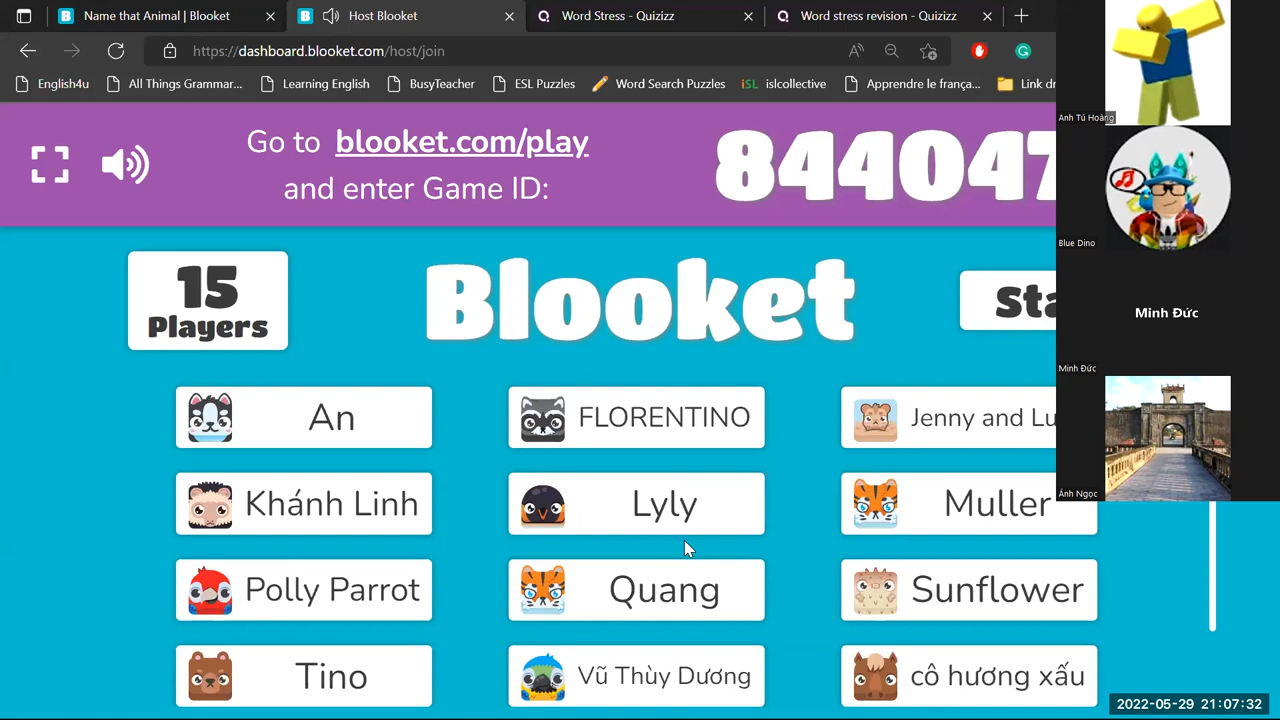 Name that Animal | Blooket
Host Blooket
Word Stress - Quizizz
Word stress revision - Quizizz
https://dashboard.blooket.com/host/join
English4u
All Things Grammar...
Learning English
BusyTeacher
ESL Puzzles
Word Search Puzzles
iSL islcollective
Apprendre le frança...
Link dr
Go to blooket.com/play
and enter Game ID:
844047
15
Players
Blooket
Sta
An
FLORENTINO
Jenny and Lu
Khánh Linh
Lyly
Muller
Polly Parrot
Quang
Sunflower
Tino
Vũ Thùy Dương
cô hương xấu
Anh Tú Hoàng
Blue Dino
Minh Đức
Minh Đức
Ánh Ngọc
2022-05-29 21:07:32